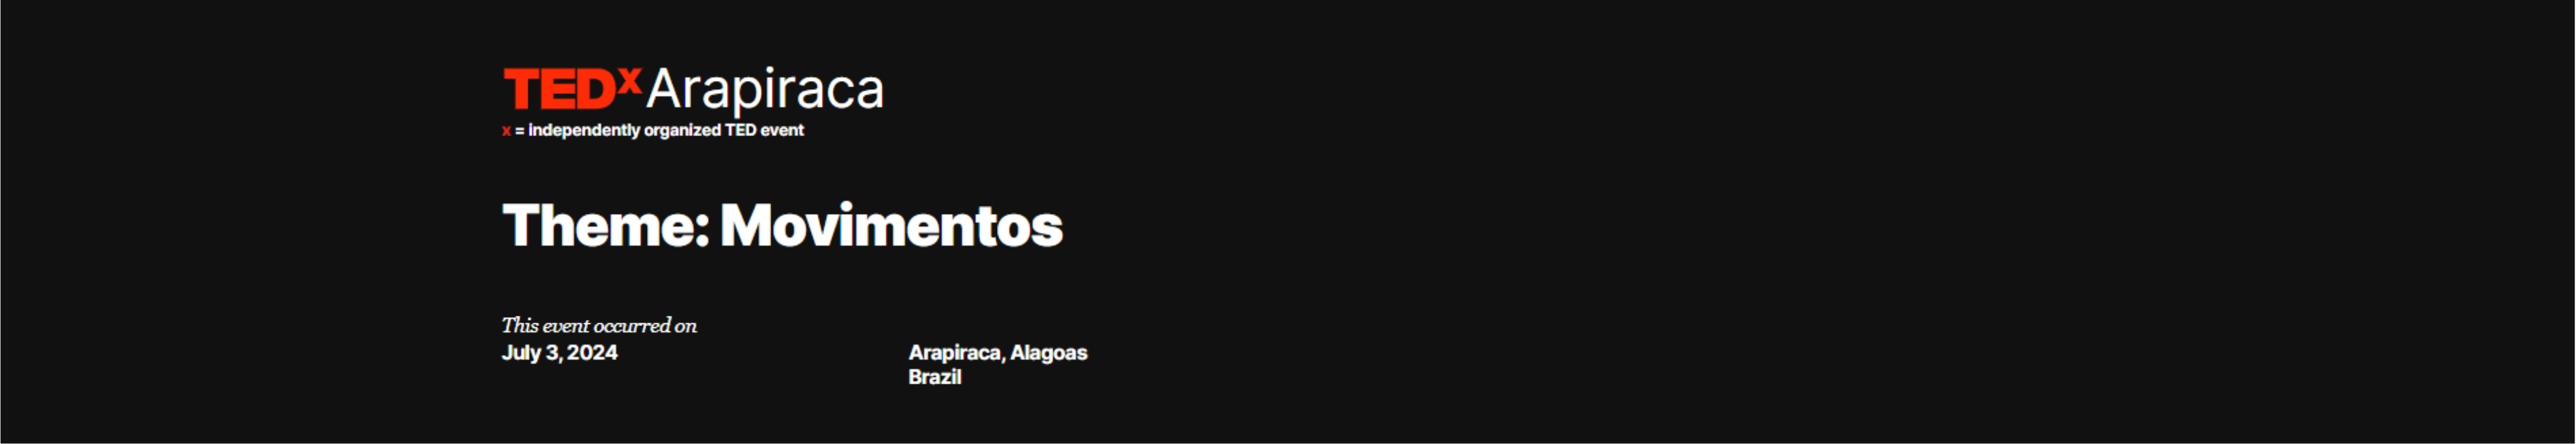 TEDxArapiraca
x = independently organized TED event
Theme: Movimentos
This event occurred on
July 3, 2024
Arapiraca, Alagoas
Brazil